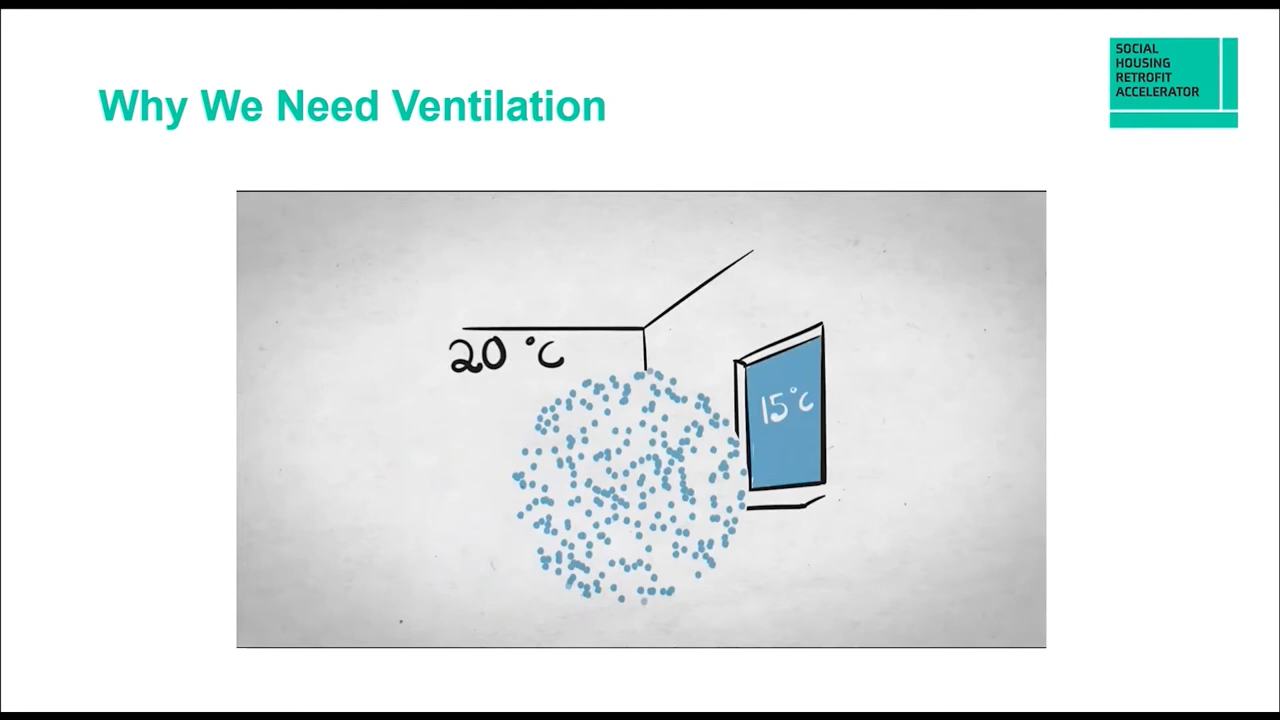 Why We Need Ventilation
SOCIAL
HOUSING
RETROFIT
ACCELERATOR
20 °C
15°C